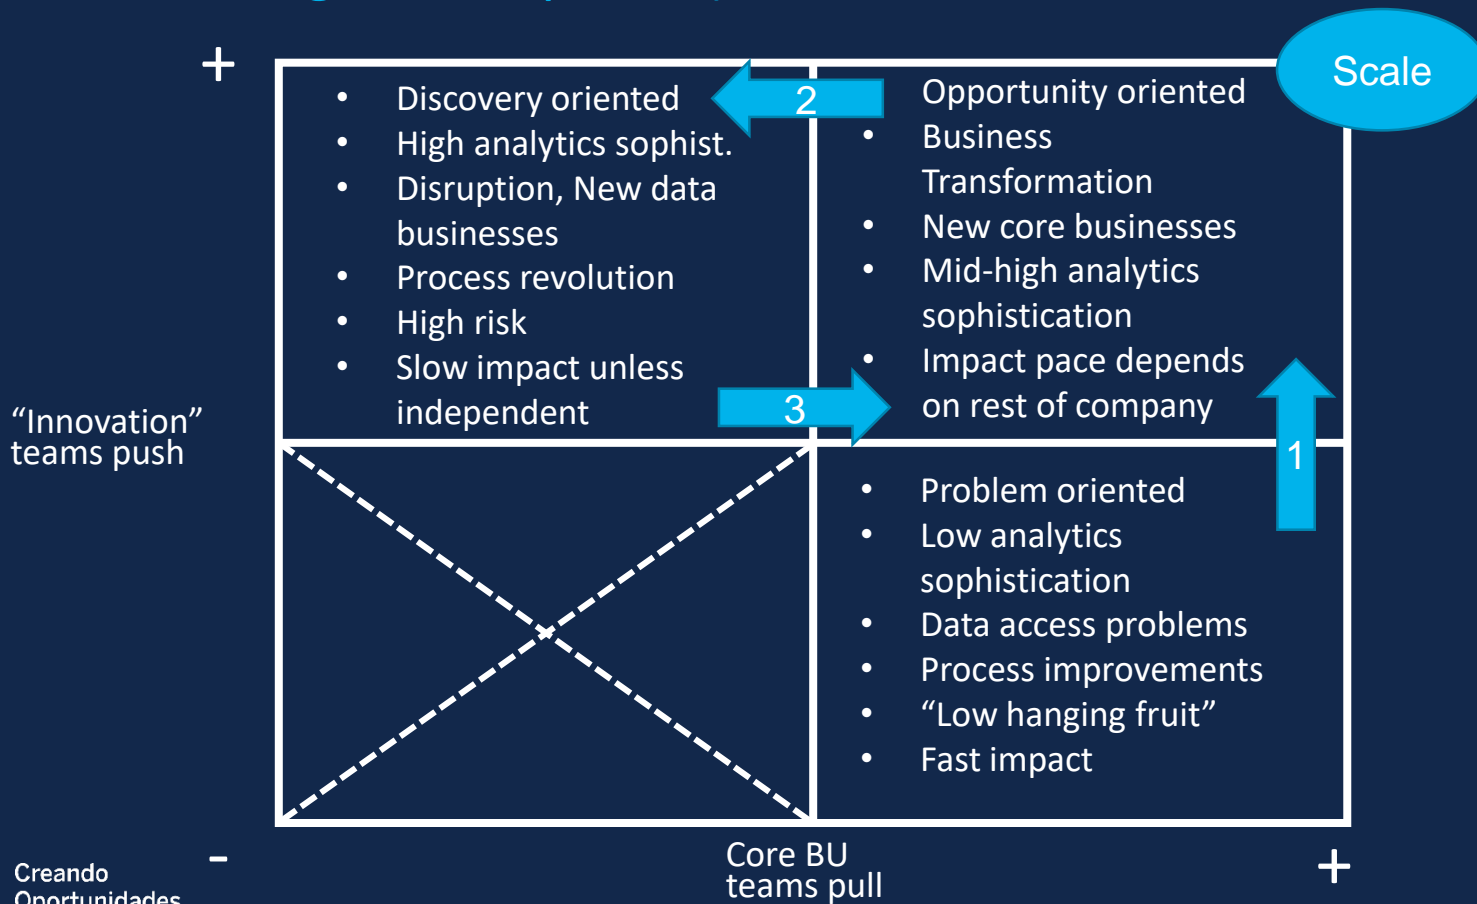 +
Scale
• Discovery oriented
• High analytics sophist.
• Disruption, New data
businesses
• Process revolution
• High risk
• Slow impact unless
independent
2
Opportunity oriented
• Business
Transformation
• New core businesses
• Mid-high analytics
sophistication
• Impact pace depends
on rest of company
3
1
“Innovation”
teams push
• Problem oriented
• Low analytics
sophistication
• Data access problems
• Process improvements
• “Low hanging fruit”
• Fast impact
-
Core BU
teams pull
+
Creando
Oportunidades